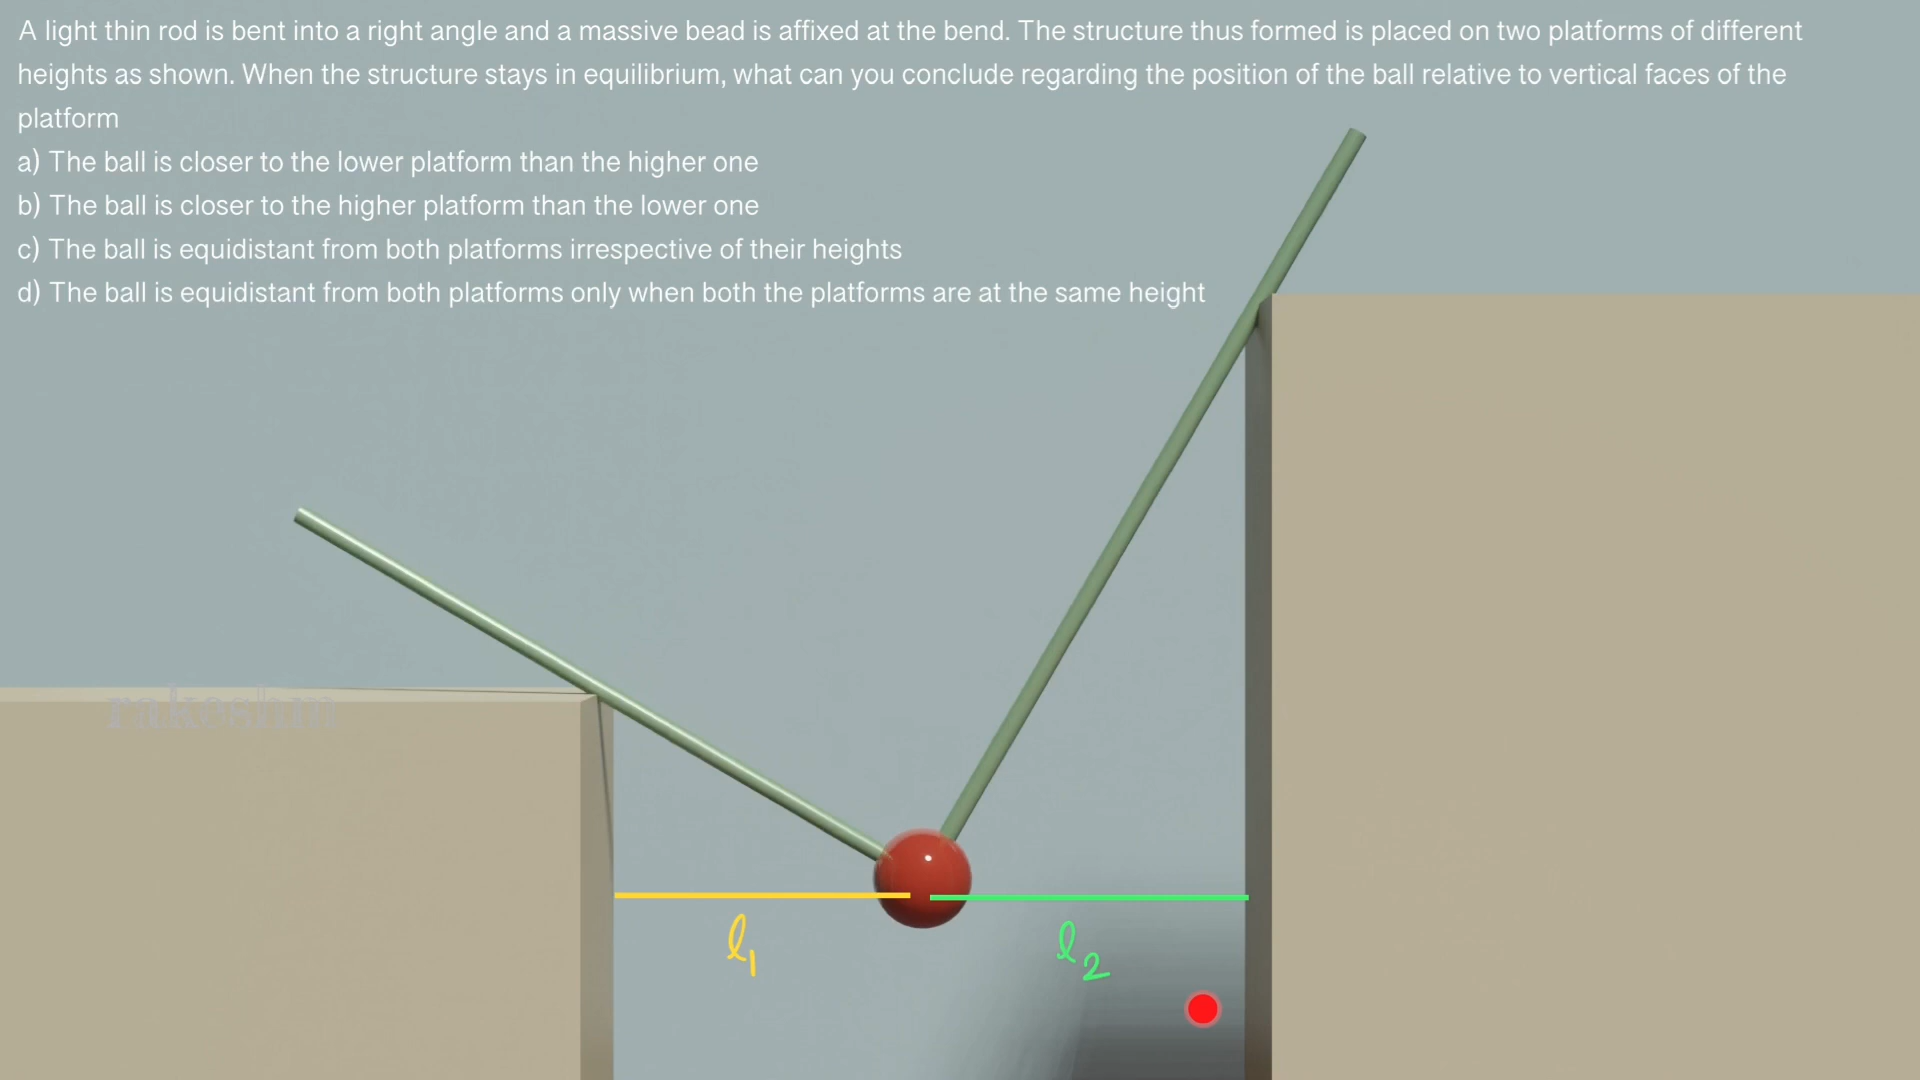 A light thin rod is bent into a right angle and a massive bead is affixed at the bend. The structure thus formed is placed on two platforms of different
heights as shown. When the structure stays in equilibrium, what can you conclude regarding the position of the ball relative to vertical faces of the
platform
a) The ball is closer to the lower platform than the higher one
b) The ball is closer to the higher platform than the lower one
c) The ball is equidistant from both platforms irrespective of their heights
d) The ball is equidistant from both platforms only when both the platforms are at the same height
rakeshm
l1
l2